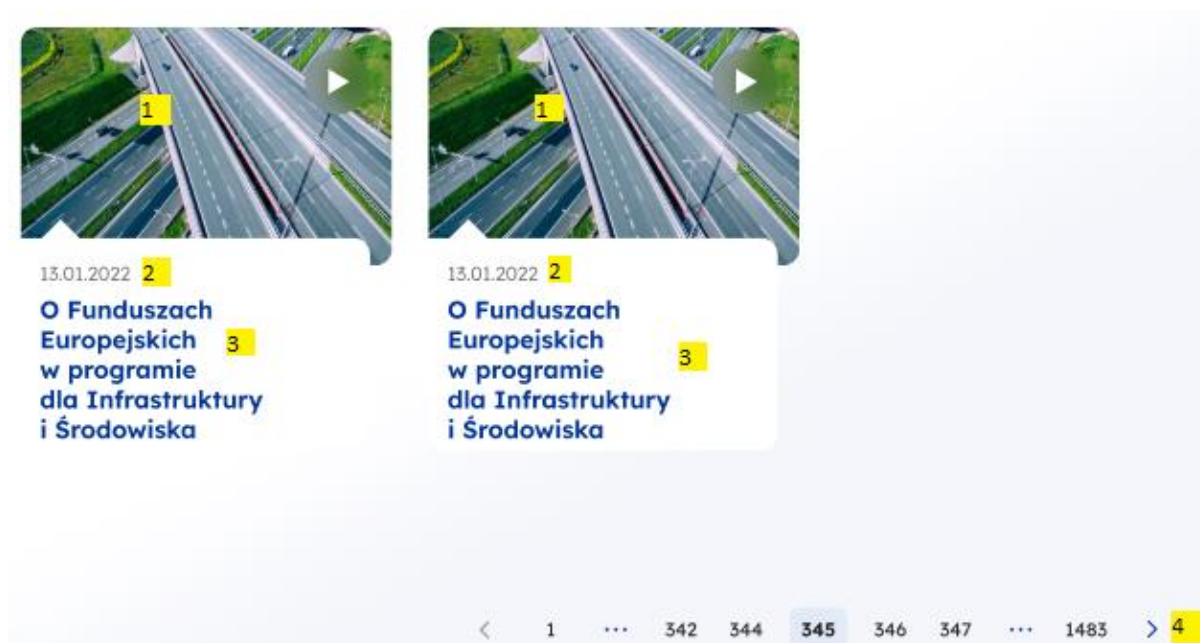 1
1
13.01.2022 2
O Funduszach
Europejskich 3
w programie
dla Infrastruktury
i Środowiska
13.01.2022 2
O Funduszach
Europejskich
w programie 3
dla Infrastruktury
i Środowiska
< 1 ... 342 344 345 346 347 ... 1483 > 4